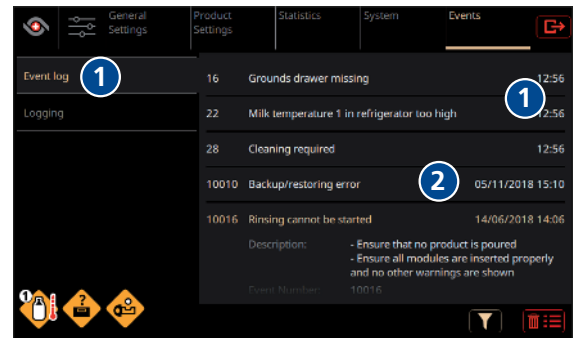 General Settings
Product Settings
Statistics
System
Events
Event log
1
Logging
16 Grounds drawer missing 12:56
1
22 Milk temperature 1 in refrigerator too high 12:56
28 Cleaning required 12:56
10010 Backup/restoring error 2 05/11/2018 15:10
10016 Rinsing cannot be started 14/06/2018 14:06
Description: - Ensure that no product is poured
- Ensure all modules are inserted properly
and no other warnings are shown
Event Number: 10016
1
?